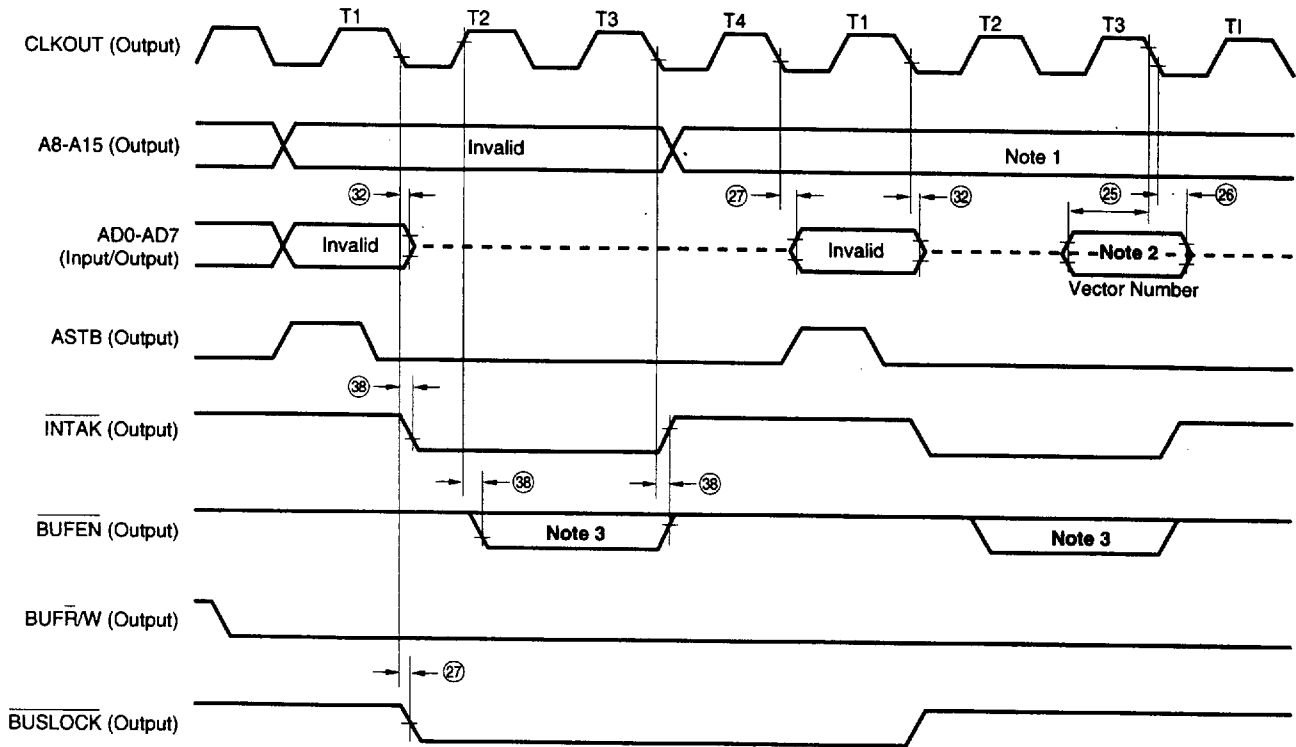 T1 T2 T3 T4 T1 T2 T3 TI
CLKOUT (Output)
A8-A15 (Output) Invalid Note 1
㉜ ㉗ ㉜ ㉕ ㉖
AD0-AD7 (Input/Output) Invalid Invalid Note 2
Vector Number
ASTB (Output)
㊳
INTAK (Output)
㊳ ㊳
BUFEN (Output) Note 3 Note 3
BUFR/W (Output)
㉗
BUSLOCK (Output)